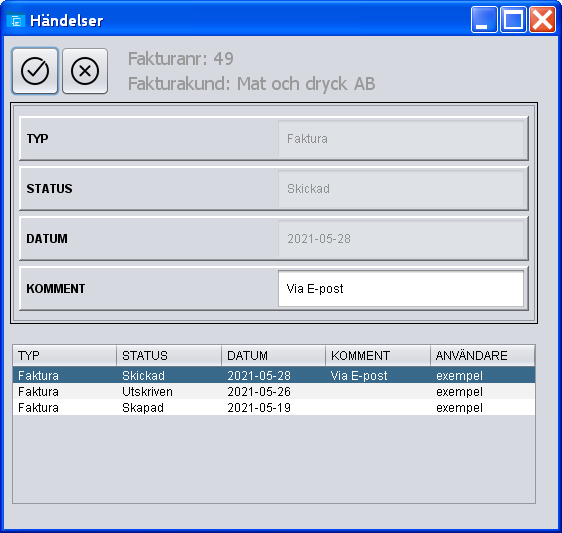 Händelser
Fakturanr: 49
Fakturakund: Mat och dryck AB
TYP Faktura
STATUS Skickad
DATUM 2021-05-28
KOMMENT Via E-post
TYP STATUS DATUM KOMMENT ANVÄNDARE
Faktura Skickad 2021-05-28 Via E-post exempel
Faktura Utskriven 2021-05-26 exempel
Faktura Skapad 2021-05-19 exempel